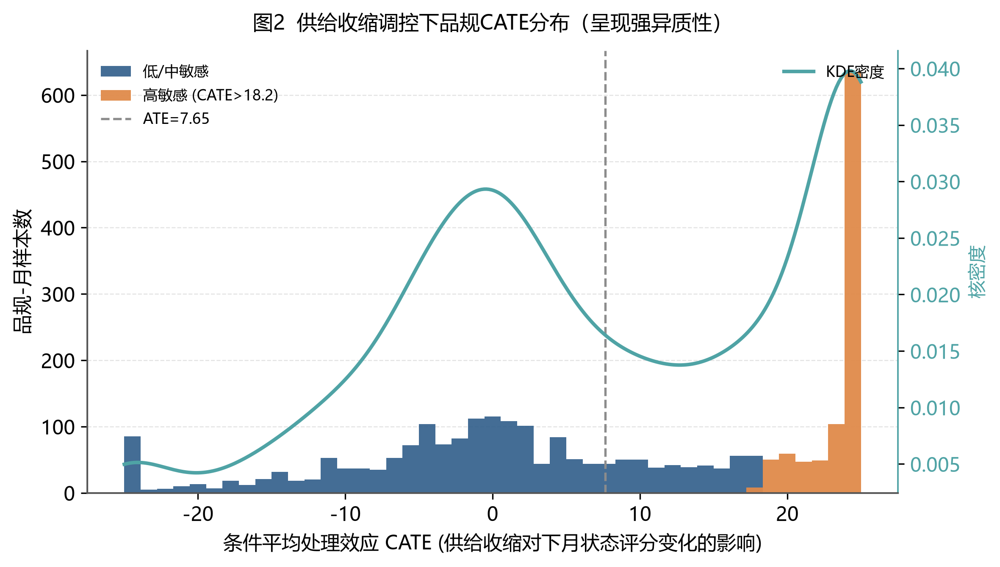 图2  供给收缩调控下品规CATE分布（呈现强异质性）
低/中敏感
高敏感 (CATE>18.2)
ATE=7.65
KDE密度
品规-月样本数
600
500
400
300
200
100
0
0.040
0.035
0.030
0.025
0.020
0.015
0.010
0.005
核密度
-20
-10
0
10
20
条件平均处理效应 CATE (供给收缩对下月状态评分变化的影响)